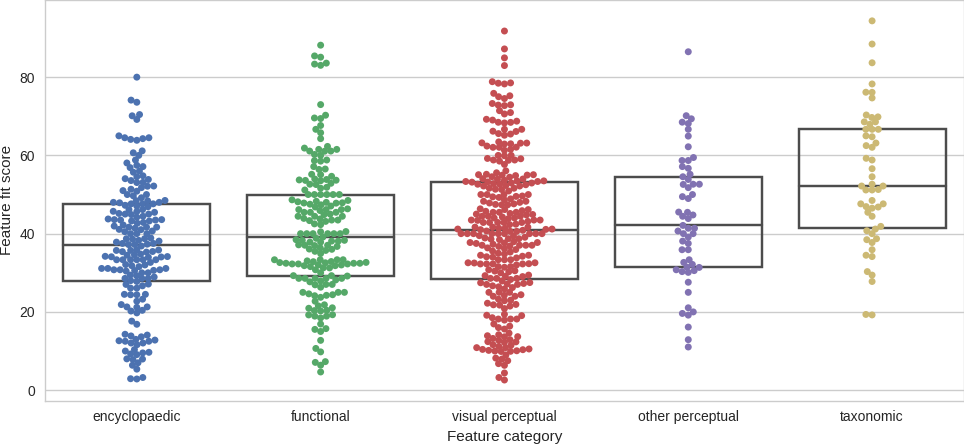 Feature fit score
80
60
40
20
0
encyclopaedic
functional
visual perceptual
other perceptual
taxonomic
Feature category